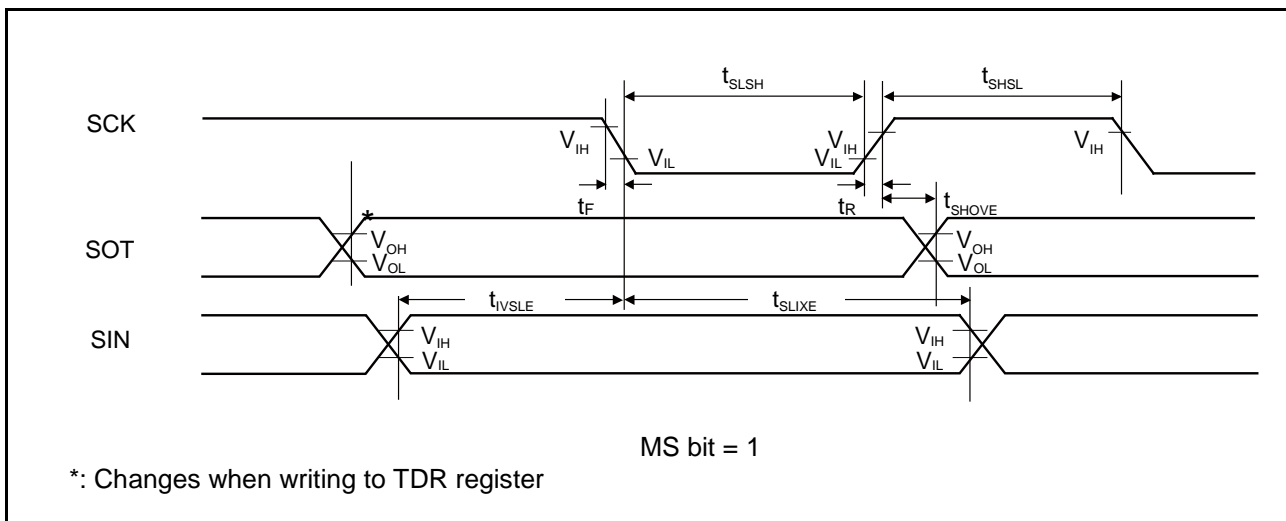 tSLSH
tSHSL
SCK
VIH
VIL
VIH
VIL
VIH
tF
tR
tSHOVE
*
SOT
VOH
VOL
VOH
VOL
tIVSLE
tSLIXE
SIN
VIH
VIL
VIH
VIL
MS bit = 1
*: Changes when writing to TDR register